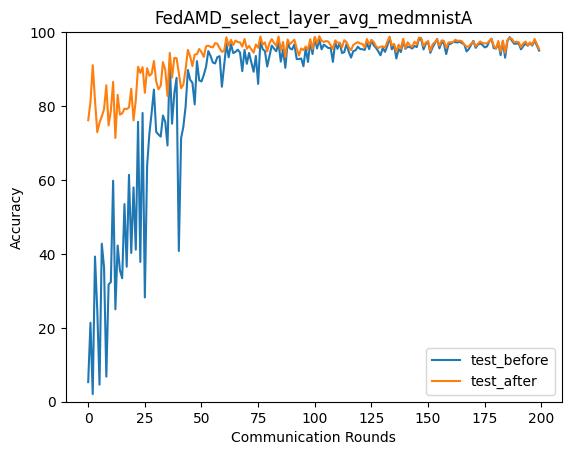 FedAMD_select_layer_avg_medmnistA
100
80
60
40
20
0
Accuracy
0 25 50 75 100 125 150 175 200
Communication Rounds
test_before
test_after